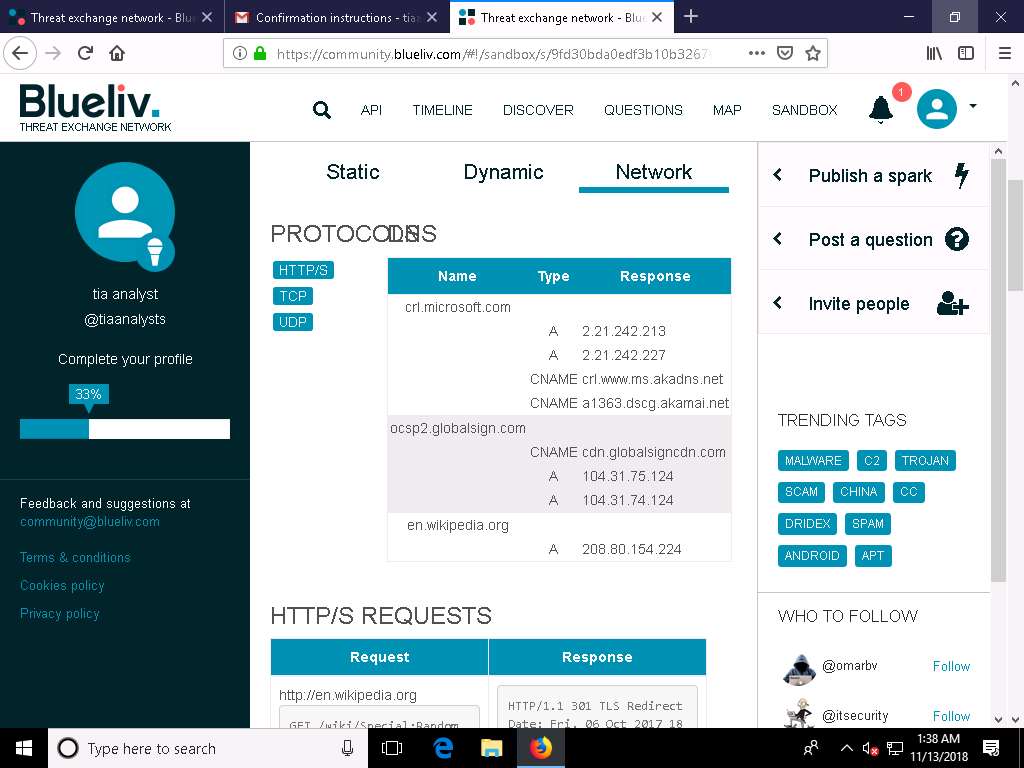 Threat exchange network - Blue
Confirmation instructions - tiaa
Threat exchange network - Blue
https://community.blueliv.com/#!/sandbox/s/9fd30bda0edf3b10b3267
Blueliv.
THREAT EXCHANGE NETWORK
API
TIMELINE
DISCOVER
QUESTIONS
MAP
SANDBOX
1
tia analyst
@tiaanalysts
Complete your profile
33%
Feedback and suggestions at
community@blueliv.com
Terms & conditions
Cookies policy
Privacy policy
Static
Dynamic
Network
PROTOCOLS
HTTP/S
TCP
UDP
DNS
Name Type Response
crl.microsoft.com
A 2.21.242.213
A 2.21.242.227
CNAME crl.www.ms.akadns.net
CNAME a1363.dscg.akamai.net
ocsp2.globalsign.com
CNAME cdn.globalsigncdn.com
A 104.31.75.124
A 104.31.74.124
en.wikipedia.org
A 208.80.154.224
HTTP/S REQUESTS
Request Response
http://en.wikipedia.org
GET /wiki/Special:Random
HTTP/1.1 301 TLS Redirect
Date: Fri, 06 Oct 2017 18
Publish a spark
Post a question
Invite people
TRENDING TAGS
MALWARE C2 TROJAN
SCAM CHINA CC
DRIDEX SPAM
ANDROID APT
WHO TO FOLLOW
@omarbv Follow
@itsecurity Follow
Type here to search
1:38 AM
11/13/2018